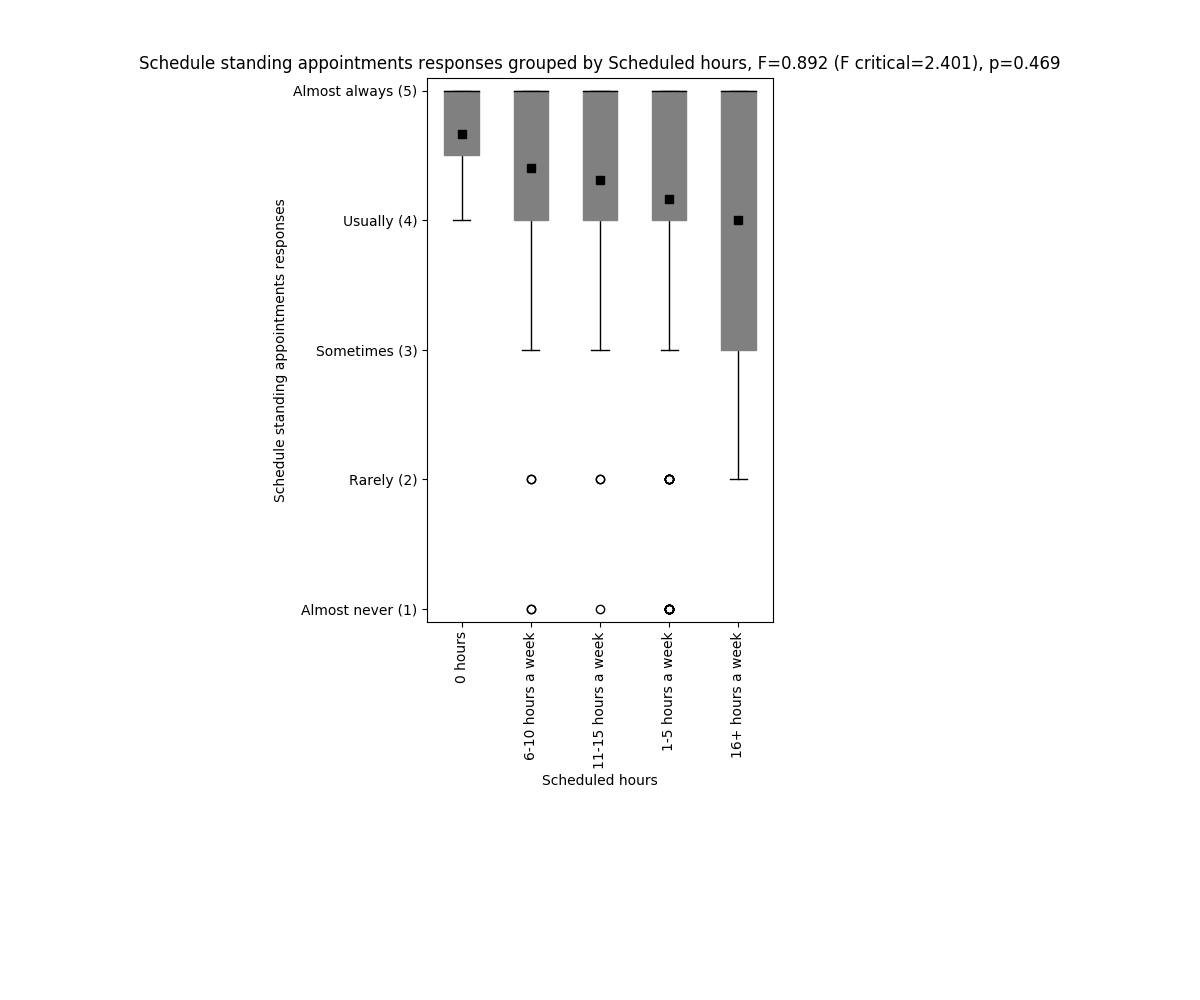 Schedule standing appointments responses grouped by Scheduled hours, F=0.892 (F critical=2.401), p=0.469
Schedule standing appointments responses
Almost always (5)
Usually (4)
Sometimes (3)
Rarely (2)
Almost never (1)
0 hours
6-10 hours a week
11-15 hours a week
1-5 hours a week
16+ hours a week
Scheduled hours